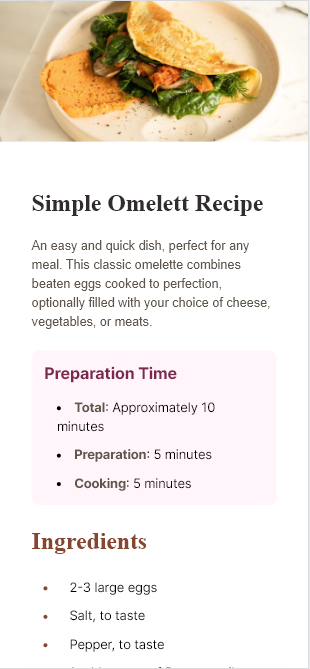 Simple Omelett Recipe
An easy and quick dish, perfect for any
meal. This classic omelette combines
beaten eggs cooked to perfection,
optionally filled with your choice of cheese,
vegetables, or meats.
Preparation Time
• Total: Approximately 10
minutes
• Preparation: 5 minutes
• Cooking: 5 minutes
Ingredients
• 2-3 large eggs
• Salt, to taste
• Pepper, to taste